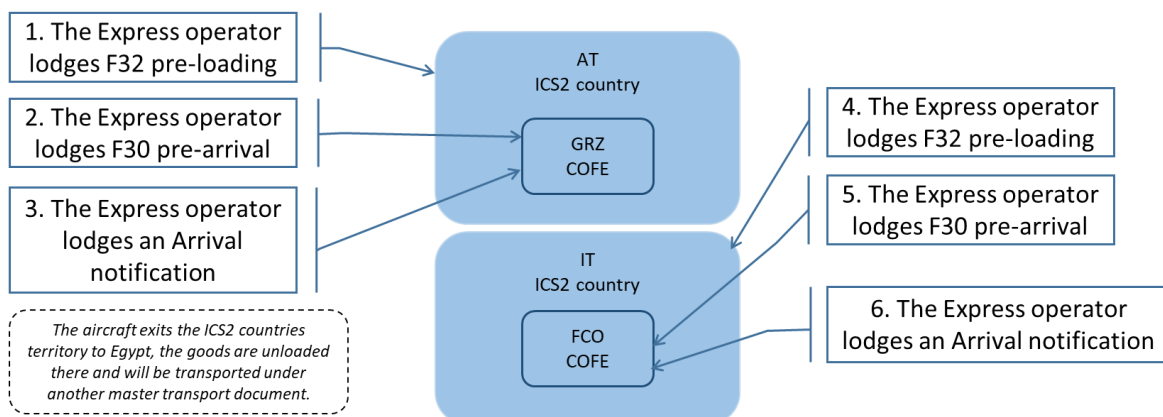 1. The Express operator
lodges F32 pre-loading
2. The Express operator
lodges F30 pre-arrival
3. The Express operator
lodges an Arrival
notification
The aircraft exits the ICS2 countries
territory to Egypt, the goods are unloaded
there and will be transported under
another master transport document.
AT
ICS2 country
GRZ
COFE
IT
ICS2 country
FCO
COFE
4. The Express operator
lodges F32 pre-loading
5. The Express operator
lodges F30 pre-arrival
6. The Express operator
lodges an Arrival notification